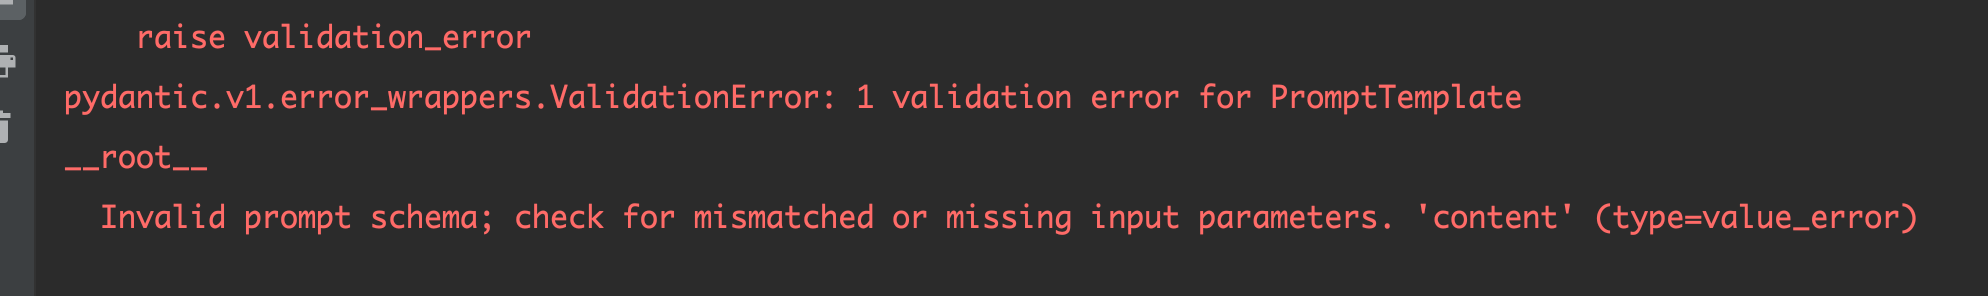 raise validation_error
pydantic.v1.error_wrappers.ValidationError: 1 validation error for PromptTemplate
__root__
Invalid prompt schema; check for mismatched or missing input parameters. 'content' (type=value_error)